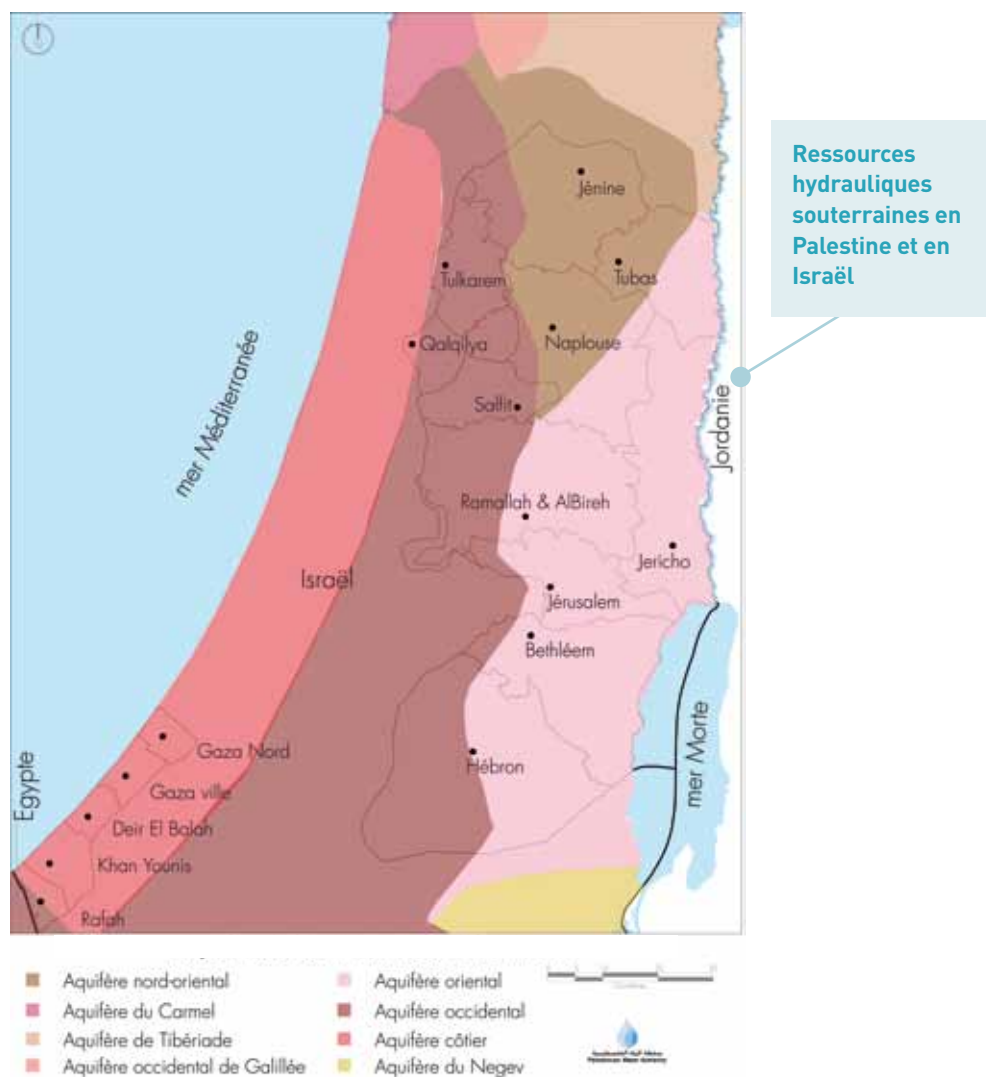 Ressources
hydrauliques
souterraines en
Palestine et en
Israël
Jénine
Tulkarem
Tubas
Qalqilya
Naplouse
Salfit
mer Méditerranée
Jordanie
Ramallah & AlBireh
Jericho
Israël
Jérusalem
Bethléem
Gaza Nord
Hébron
mer Morte
Egypte
Gaza ville
Deir El Balah
Khan Younis
Rafah
Aquifère nord-oriental
Aquifère du Carmel
Aquifère de Tibériade
Aquifère occidental de Galillée
Aquifère oriental
Aquifère occidental
Aquifère côtier
Aquifère du Negev
Palestinian Water Authority